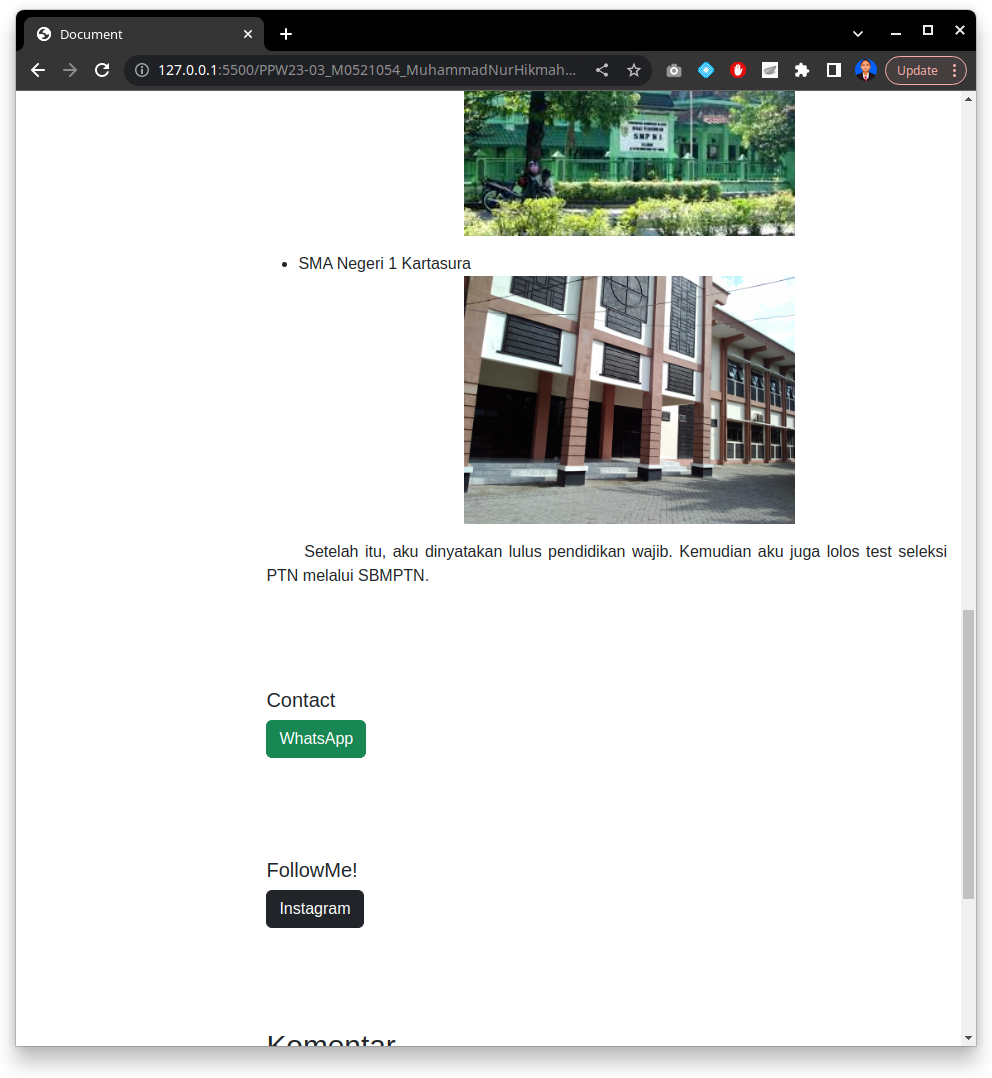 Document
127.0.0.1:5500/PPW23-03_M0521054_MuhammadNurHikmah...
Update
SMP N 1
• SMA Negeri 1 Kartasura
Setelah itu, aku dinyatakan lulus pendidikan wajib. Kemudian aku juga lolos test seleksi
PTN melalui SBMPTN.
Contact
WhatsApp
FollowMe!
Instagram
Komentar